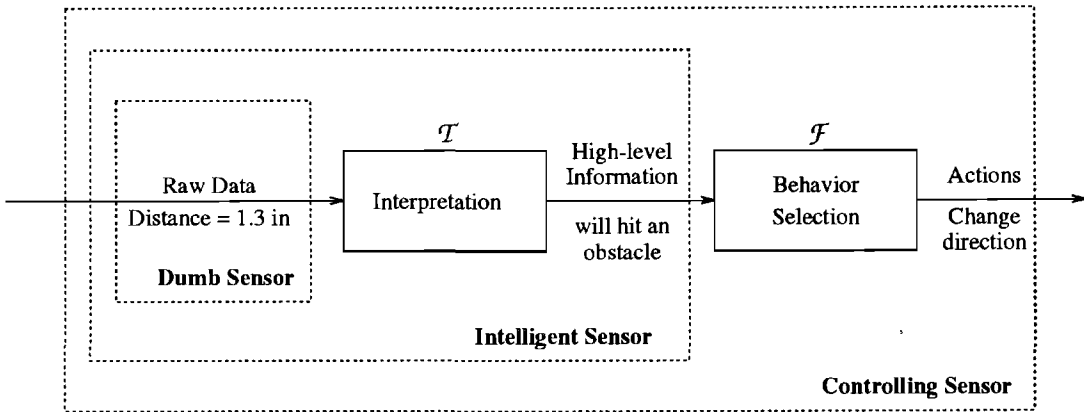 𝒯
ℱ
Raw Data
Distance = 1.3 in
Dumb Sensor
Interpretation
High-level
Information
will hit an
obstacle
Intelligent Sensor
Behavior
Selection
Actions
Change
direction
Controlling Sensor